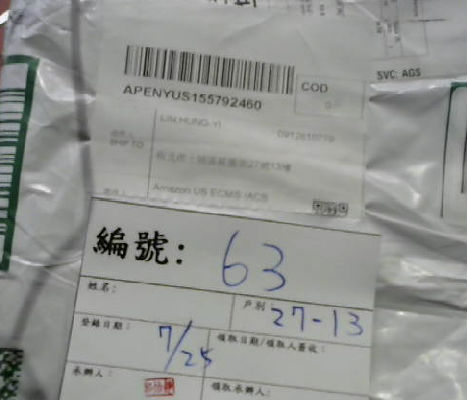 SVC: AGS
COD
APENYUS155792460
LIN,HUNG-YI
SHIP TO
Amazon US ECMS /AGS
編號: 63
姓名:
戶別 27-13
登錄日期: 7/25
領取日期/領取人簽收:
承辦人:
領取承辦人: